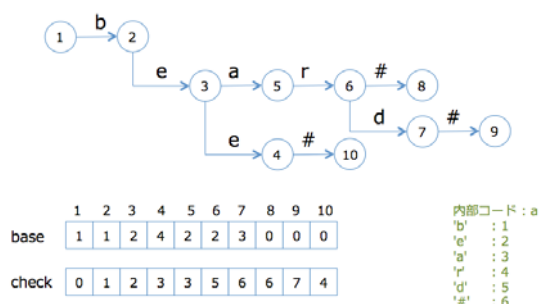 b
1 2
e a r #
3 5 6 8
d #
7 9
e #
4 10
1 2 3 4 5 6 7 8 9 10
base 1 1 2 4 2 2 3 0 0 0
check 0 1 2 3 3 5 6 6 7 4
内部コード：a
'b' : 1
'e' : 2
'a' : 3
'r' : 4
'd' : 5
'#' : 6